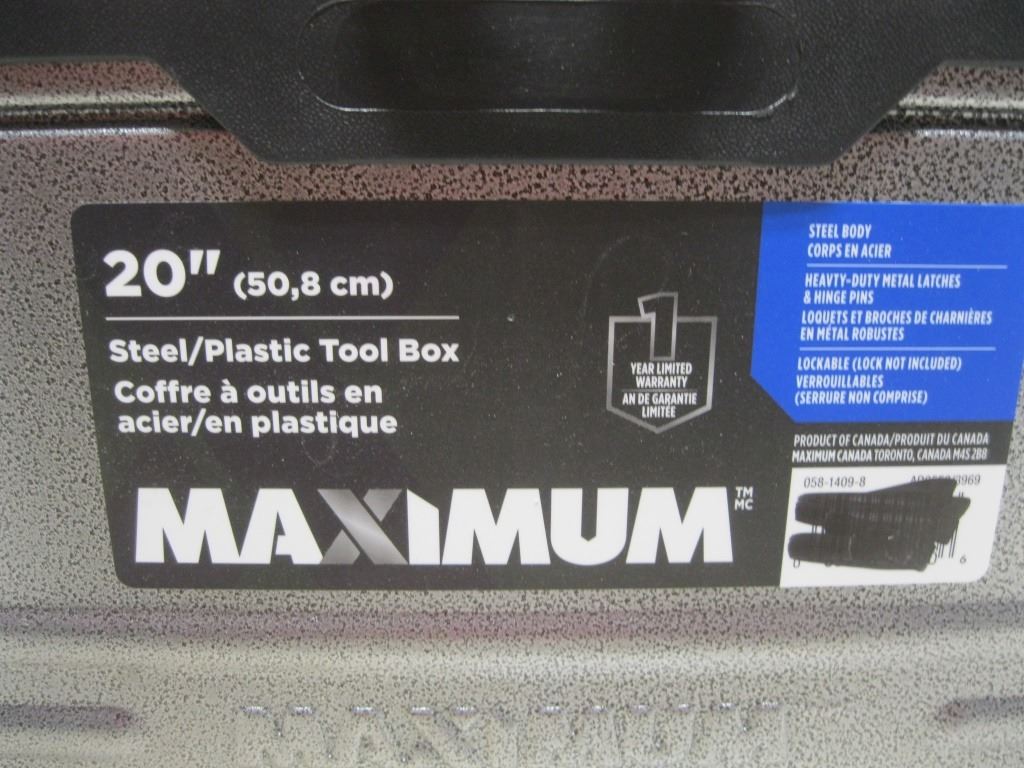 20" (50,8 cm)
Steel/Plastic Tool Box
Coffre à outils en
acier/en plastique
1
YEAR LIMITED
WARRANTY
AN DE GARANTIE
LIMITÉE
MAXIMUM
TM
MC
STEEL BODY
CORPS EN ACIER
HEAVTY-DUTY METAL LATCHES
& HINGE PINS
LOQUETS ET BROCHES DE CHARNIÈRES
EN MÉTAL ROBUSTES
LOCKABLE (LOCK NOT INCLUDED)
VERROUILLABLES
(SERRURE NON COMPRISE)
PRODUCT OF CANADA/PRODUIT DU CANADA
MAXIMUM CANADA TORONTO, CANADA M4S 2B8
058-1409-8
0 6
MAXIMUM